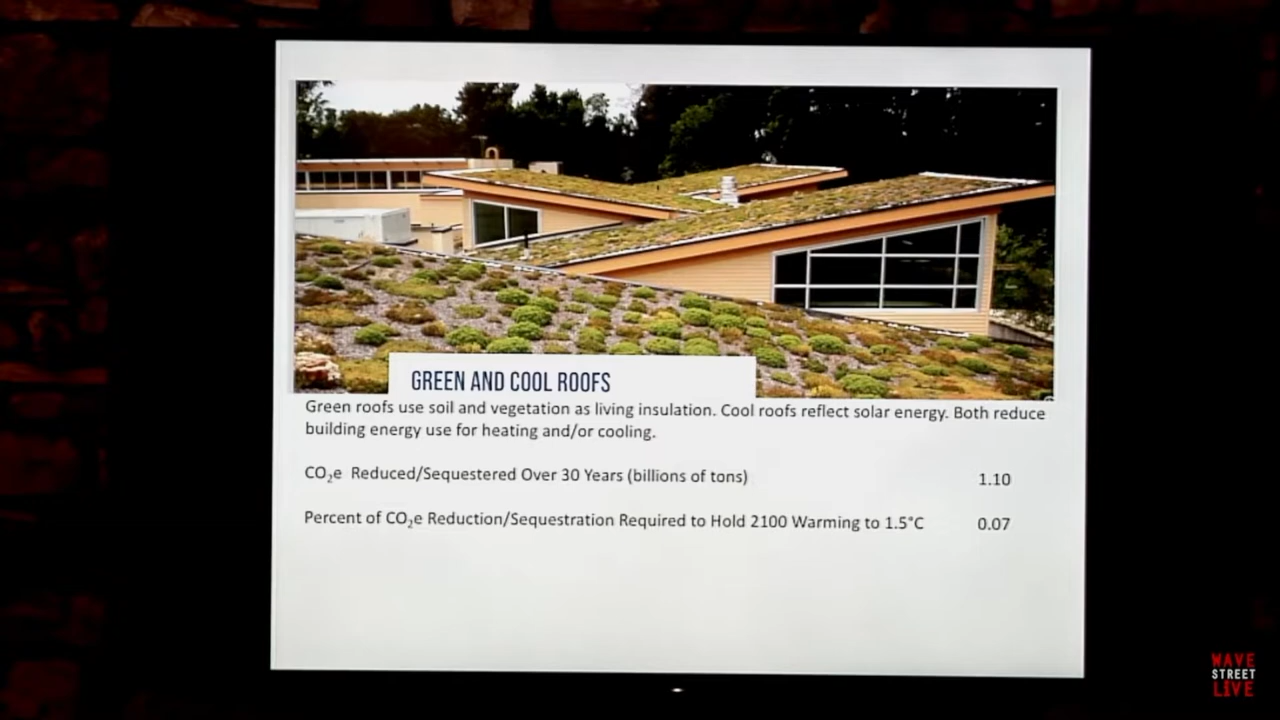 GREEN AND COOL ROOFS
Green roofs use soil and vegetation as living insulation. Cool roofs reflect solar energy. Both reduce
building energy use for heating and/or cooling.
CO₂e Reduced/Sequestered Over 30 Years (billions of tons) 1.10
Percent of CO₂e Reduction/Sequestration Required to Hold 2100 Warming to 1.5°C 0.07
WAVE
STREET
LIVE